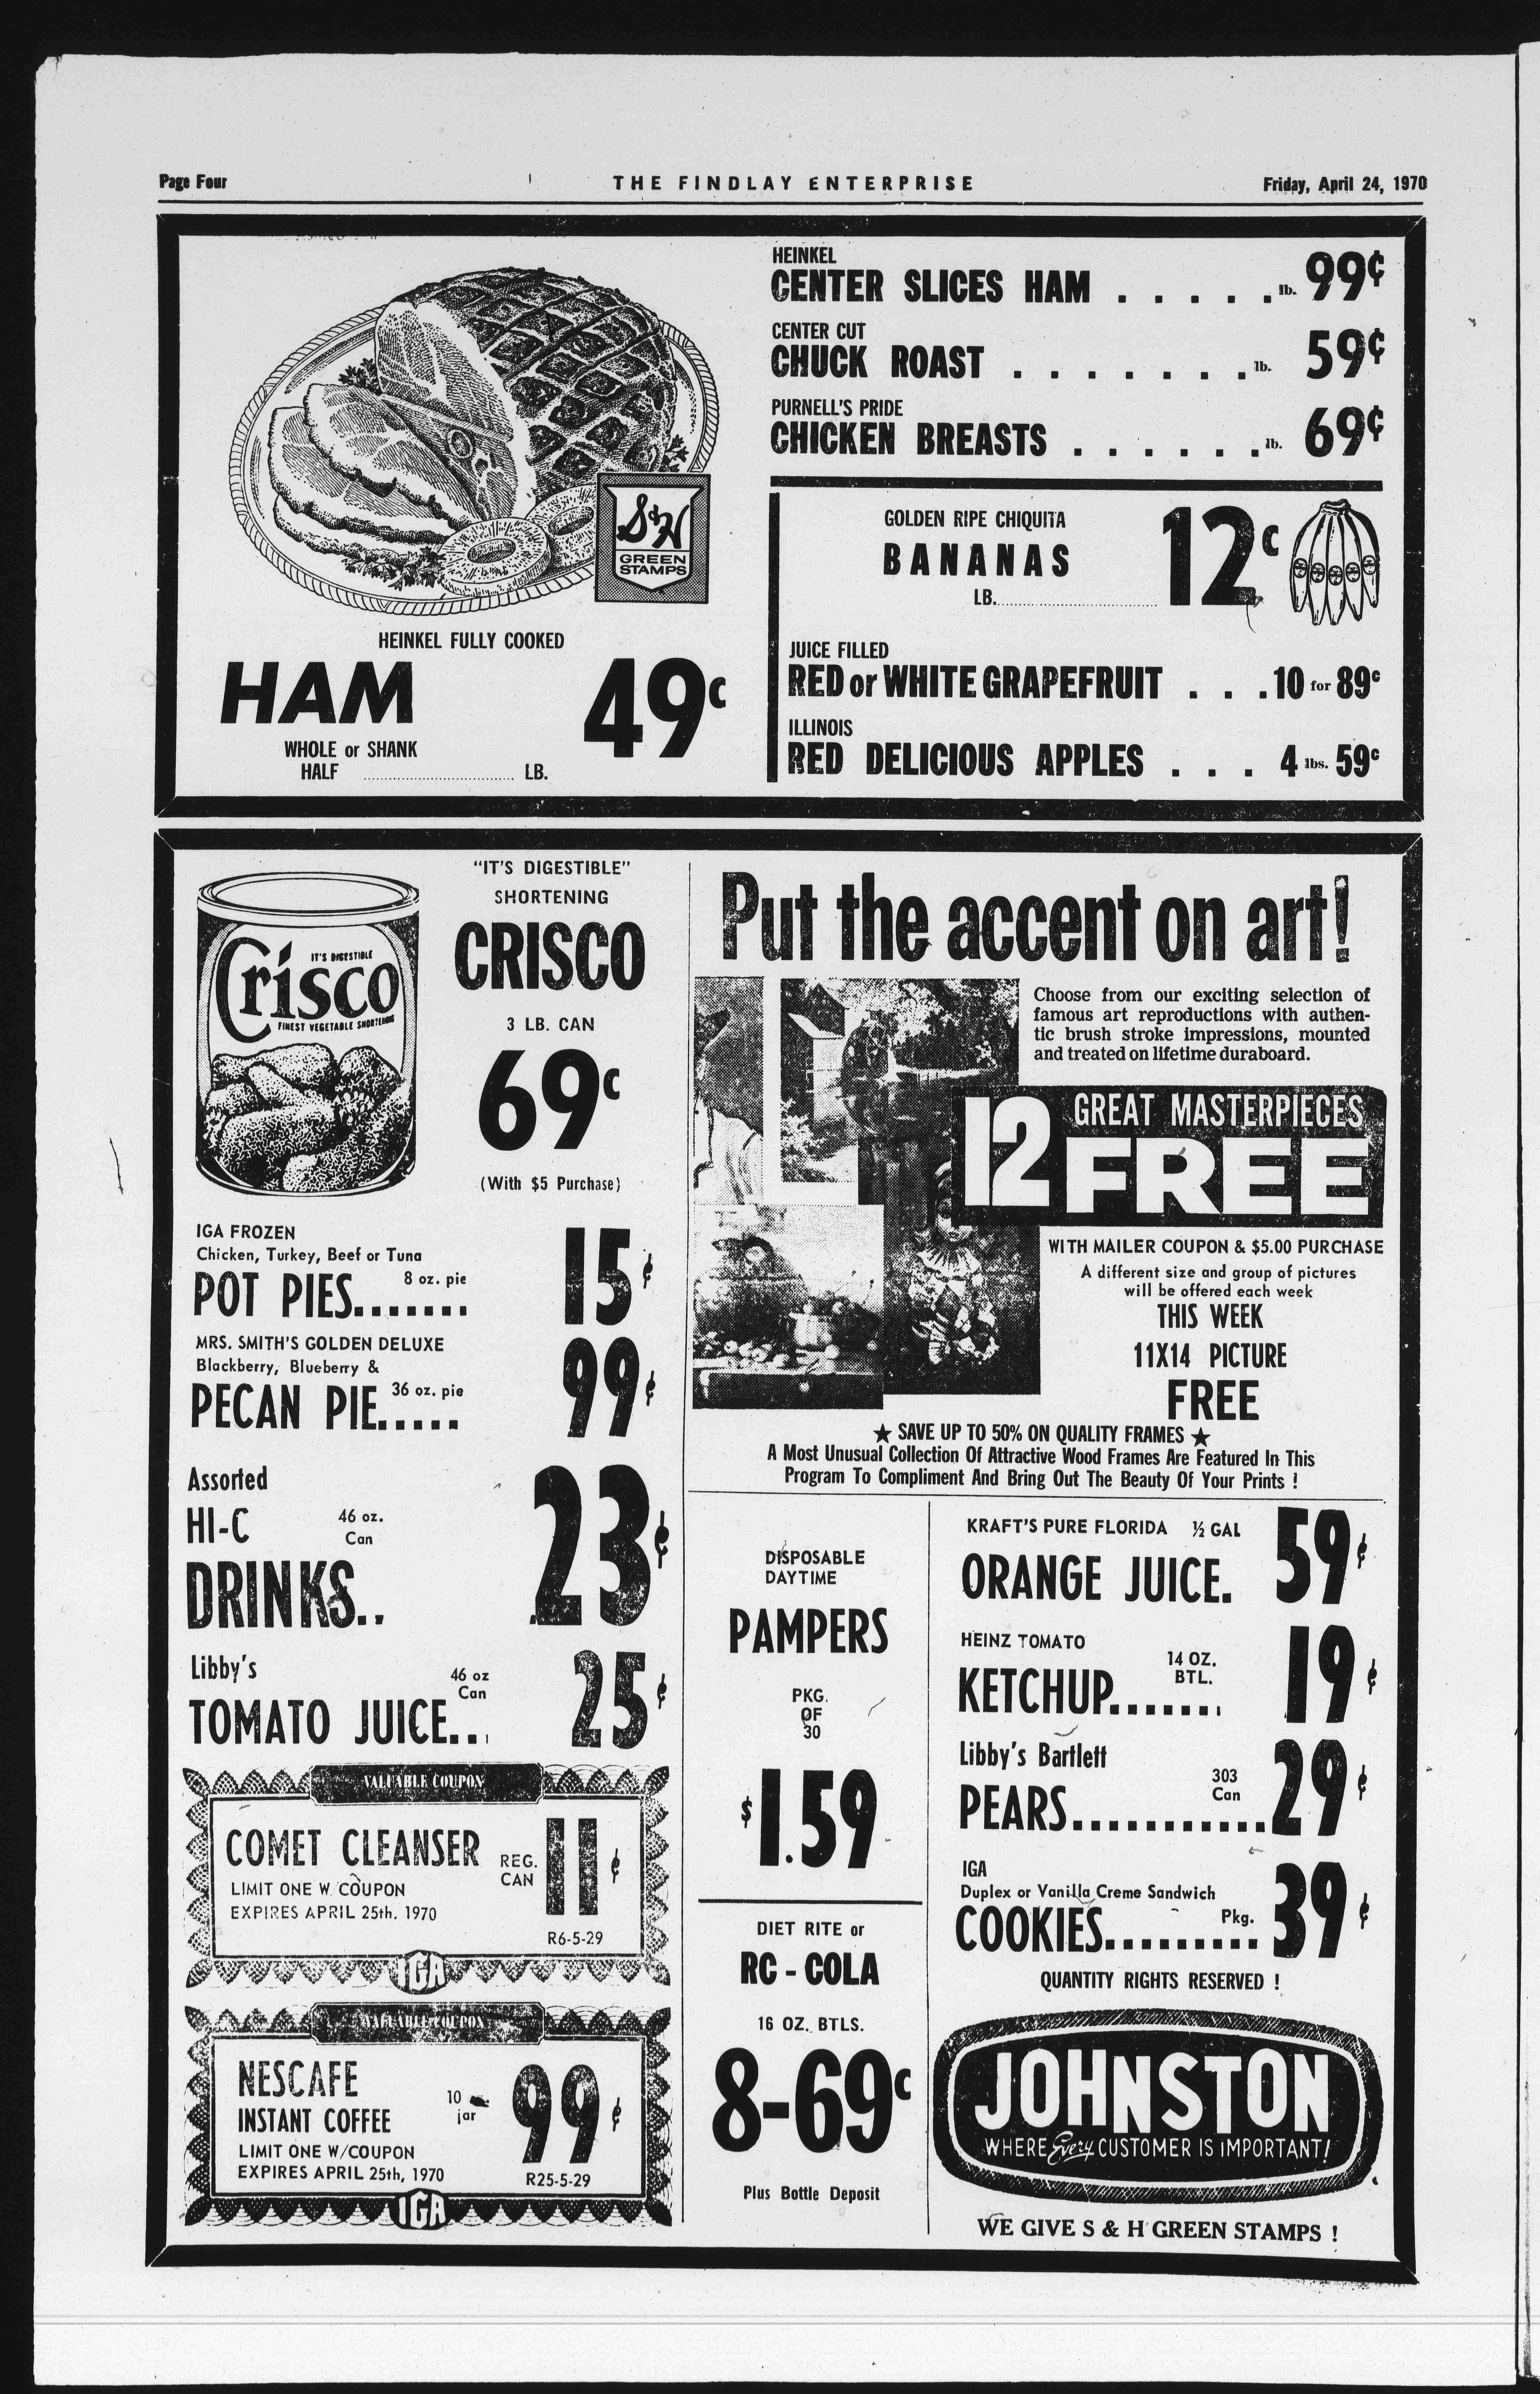 Page Four
THE FINDLAY ENTERPRISE
Friday, April 24, 1970
S&H
GREEN
STAMPS
HEINKEL FULLY COOKED
HAM
49c
WHOLE or SHANK
HALF .......... LB.
HEINKEL
CENTER SLICES HAM . . . . . lb. 99¢
CENTER CUT
CHUCK ROAST . . . . . . . lb. 59¢
PURNELL'S PRIDE
CHICKEN BREASTS . . . . . . lb. 69¢
GOLDEN RIPE CHIQUITA
BANANAS
LB. .......... 12c
JUICE FILLED
RED or WHITE GRAPEFRUIT . . . 10 for 89c
ILLINOIS
RED DELICIOUS APPLES . . . 4 lbs. 59c
Crisco
IT'S DIGESTIBLE
FINEST VEGETABLE SHORTENING
"IT'S DIGESTIBLE"
SHORTENING
CRISCO
3 LB. CAN
69c
(With $5 Purchase)
IGA FROZEN
Chicken, Turkey, Beef or Tuna
POT PIES....... 8 oz. pie 15¢
MRS. SMITH'S GOLDEN DELUXE
Blackberry, Blueberry &
PECAN PIE..... 36 oz. pie 99¢
Assorted
HI-C 46 oz.
Can
DRINKS.. 23¢
Libby's
TOMATO JUICE... 46 oz
Can 25¢
VALUABLE COUPON
COMET CLEANSER REG.
CAN 11¢
LIMIT ONE W COUPON
EXPIRES APRIL 25th, 1970
R6-5-29
IGA
VALUABLE COUPON
NESCAFE
INSTANT COFFEE
10
jar 99¢
LIMIT ONE W/COUPON
EXPIRES APRIL 25th, 1970
R25-5-29
IGA
Put the accent on art!
Choose from our exciting selection of
famous art reproductions with authen-
tic brush stroke impressions, mounted
and treated on lifetime duraboard.
12 GREAT MASTERPIECES
FREE
WITH MAILER COUPON & $5.00 PURCHASE
A different size and group of pictures
will be offered each week
THIS WEEK
11X14 PICTURE
FREE
★ SAVE UP TO 50% ON QUALITY FRAMES ★
A Most Unusual Collection Of Attractive Wood Frames Are Featured In This
Program To Compliment And Bring Out The Beauty Of Your Prints !
DISPOSABLE
DAYTIME
PAMPERS
PKG.
OF
30
$1.59
DIET RITE or
RC - COLA
16 OZ. BTLS.
8-69c
Plus Bottle Deposit
KRAFT'S PURE FLORIDA ½ GAL
ORANGE JUICE. 59¢
HEINZ TOMATO
KETCHUP....... 14 OZ.
BTL. 19¢
Libby's Bartlett
PEARS........... 303
Can 29¢
IGA
Duplex or Vanilla Creme Sandwich
COOKIES......... Pkg. 39¢
QUANTITY RIGHTS RESERVED !
JOHNSTON
WHERE Every CUSTOMER IS IMPORTANT!
WE GIVE S & H GREEN STAMPS !